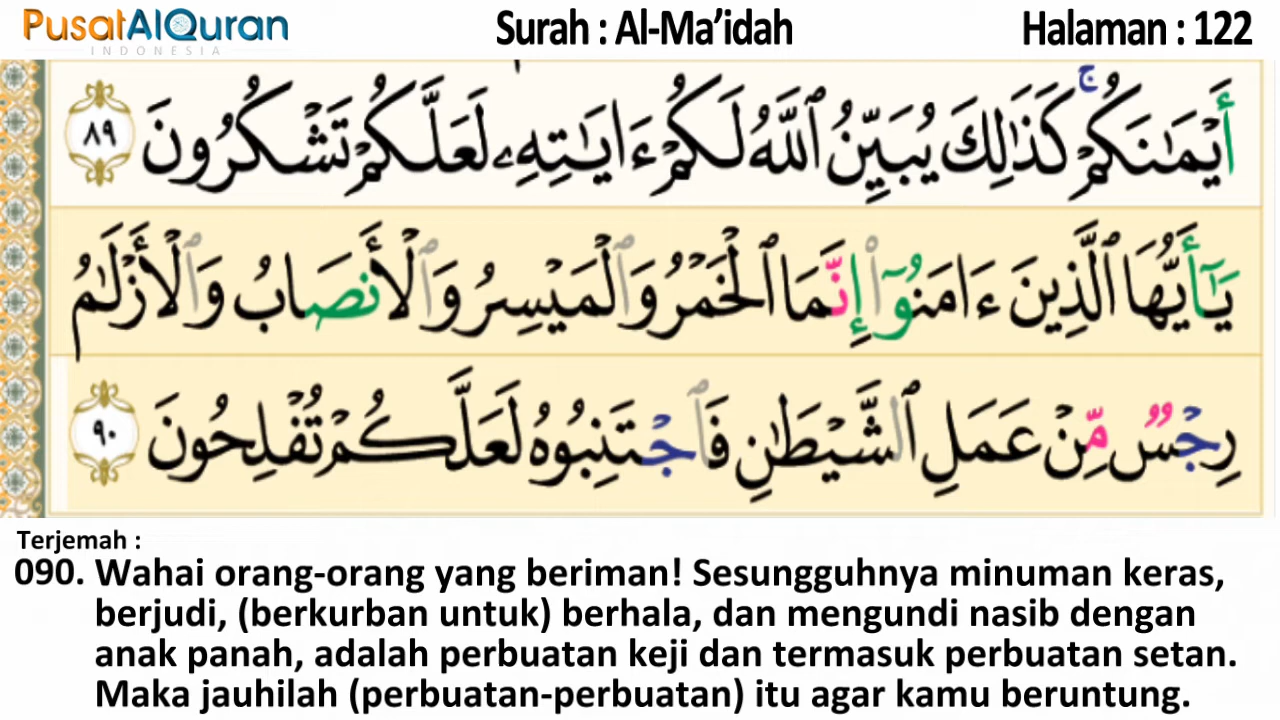 PusatAlQuran
INDONESIA
Surah : Al-Ma’idah
Halaman : 122
أَيْمَـٰنَكُمْ ۚ كَذَٰلِكَ يُبَيِّنُ ٱللَّهُ لَكُمْ ءَايَـٰتِهِۦ لَعَلَّكُمْ تَشْكُرُونَ ٨٩
يَـٰٓأَيُّهَا ٱلَّذِينَ ءَامَنُوٓا۟ إِنَّمَا ٱلْخَمْرُ وَٱلْمَيْسِرُ وَٱلْأَنصَابُ وَٱلْأَزْلَـٰمُ
رِجْسٌ مِّنْ عَمَلِ ٱلشَّيْطَـٰنِ فَٱجْتَنِبُوهُ لَعَلَّكُمْ تُفْلِحُونَ ٩٠
Terjemah :
090. Wahai orang-orang yang beriman! Sesungguhnya minuman keras,
berjudi, (berkurban untuk) berhala, dan mengundi nasib dengan
anak panah, adalah perbuatan keji dan termasuk perbuatan setan.
Maka jauhilah (perbuatan-perbuatan) itu agar kamu beruntung.